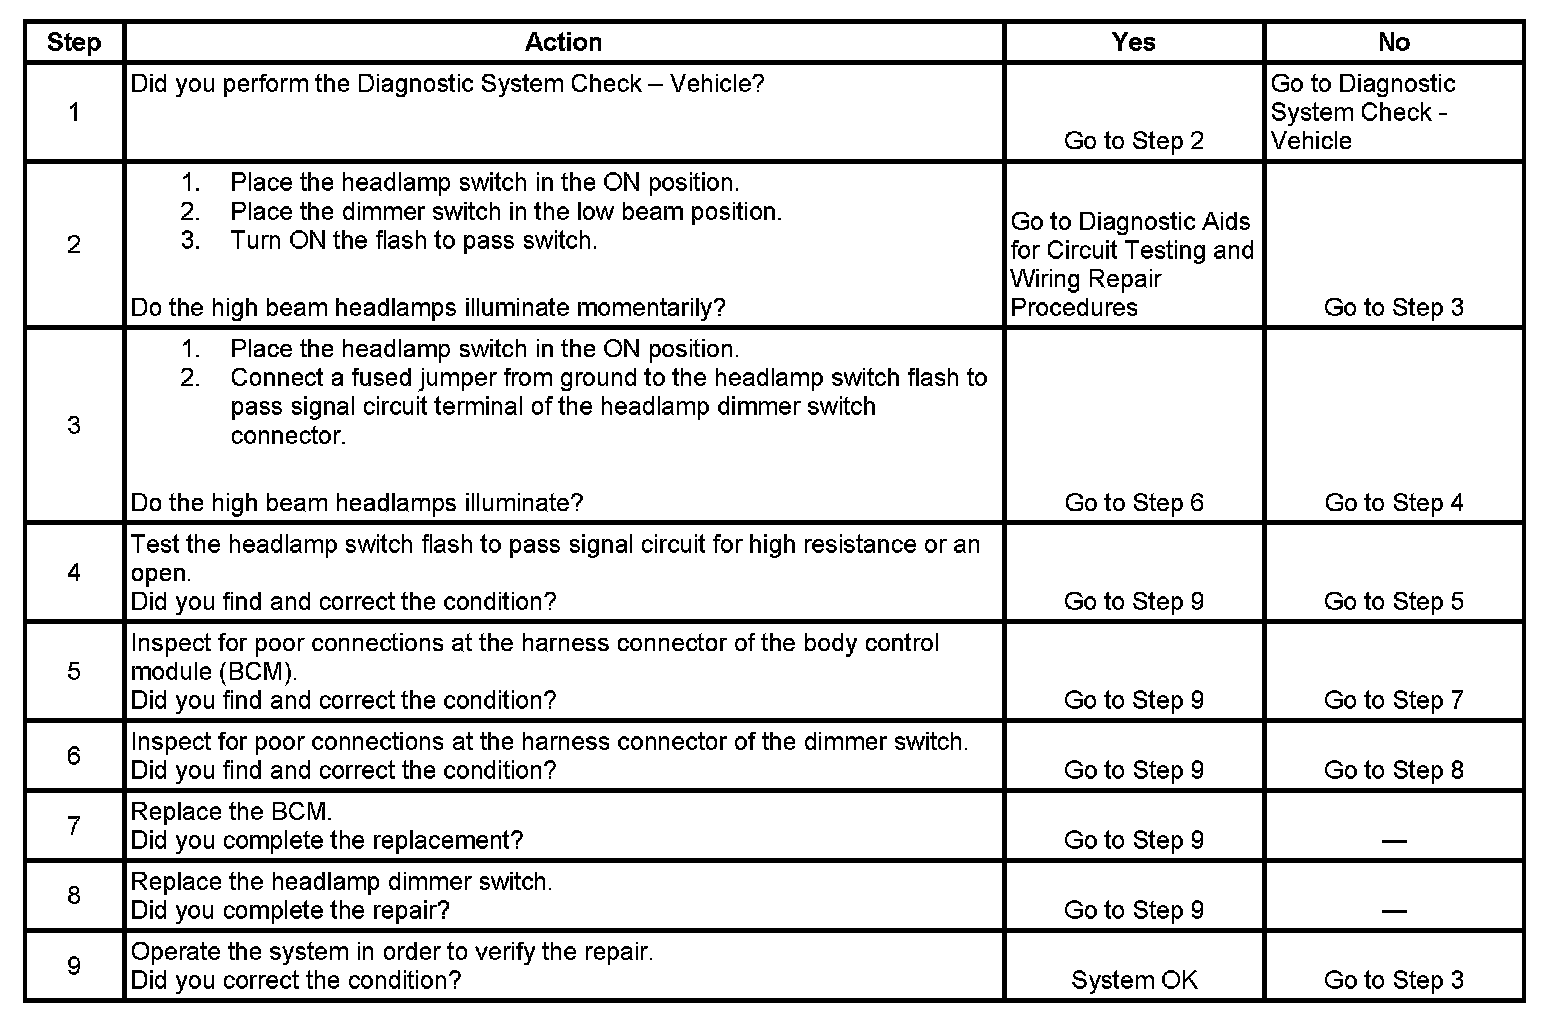 Step
Action
Yes
No
1
Did you perform the Diagnostic System Check – Vehicle?
Go to Step 2
Go to Diagnostic
System Check -
Vehicle
2
1. Place the headlamp switch in the ON position.
2. Place the dimmer switch in the low beam position.
3. Turn ON the flash to pass switch.
Do the high beam headlamps illuminate momentarily?
Go to Diagnostic Aids
for Circuit Testing and
Wiring Repair
Procedures
Go to Step 3
3
1. Place the headlamp switch in the ON position.
2. Connect a fused jumper from ground to the headlamp switch flash to
pass signal circuit terminal of the headlamp dimmer switch
connector.
Do the high beam headlamps illuminate?
Go to Step 6
Go to Step 4
4
Test the headlamp switch flash to pass signal circuit for high resistance or an
open.
Did you find and correct the condition?
Go to Step 9
Go to Step 5
5
Inspect for poor connections at the harness connector of the body control
module (BCM).
Did you find and correct the condition?
Go to Step 9
Go to Step 7
6
Inspect for poor connections at the harness connector of the dimmer switch.
Did you find and correct the condition?
Go to Step 9
Go to Step 8
7
Replace the BCM.
Did you complete the replacement?
Go to Step 9
—
8
Replace the headlamp dimmer switch.
Did you complete the repair?
Go to Step 9
—
9
Operate the system in order to verify the repair.
Did you correct the condition?
System OK
Go to Step 3